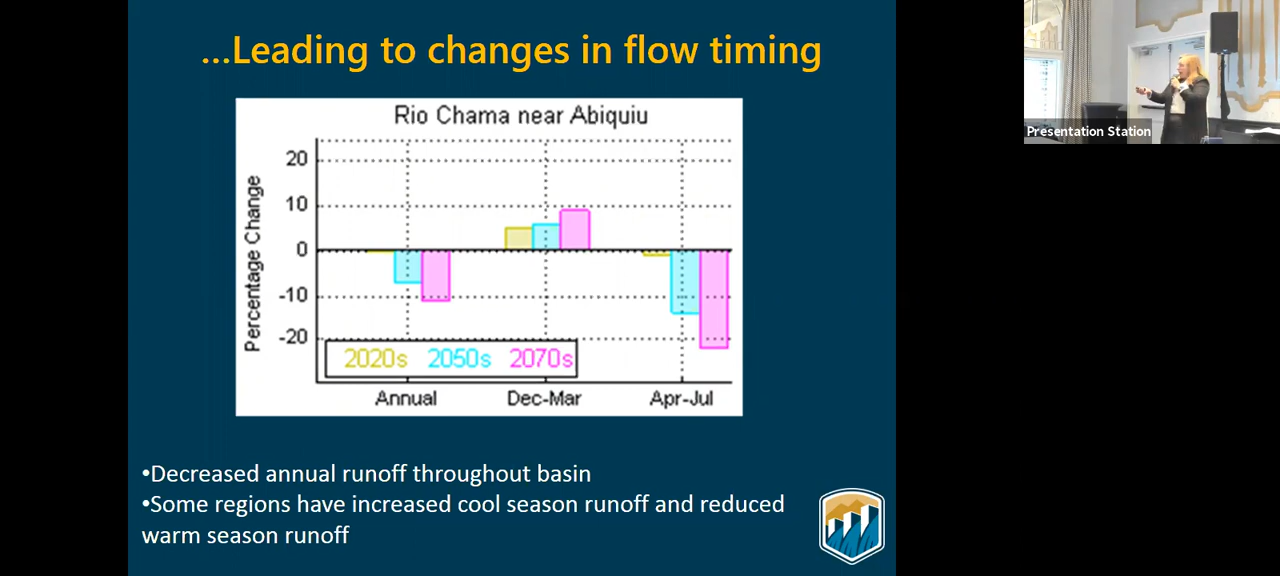 ...Leading to changes in flow timing
Presentation Station
Rio Chama near Abiquiu
Percentage Change
20
10
0
-10
-20
2020s 2050s 2070s
Annual Dec-Mar Apr-Jul
•Decreased annual runoff throughout basin
•Some regions have increased cool season runoff and reduced
warm season runoff